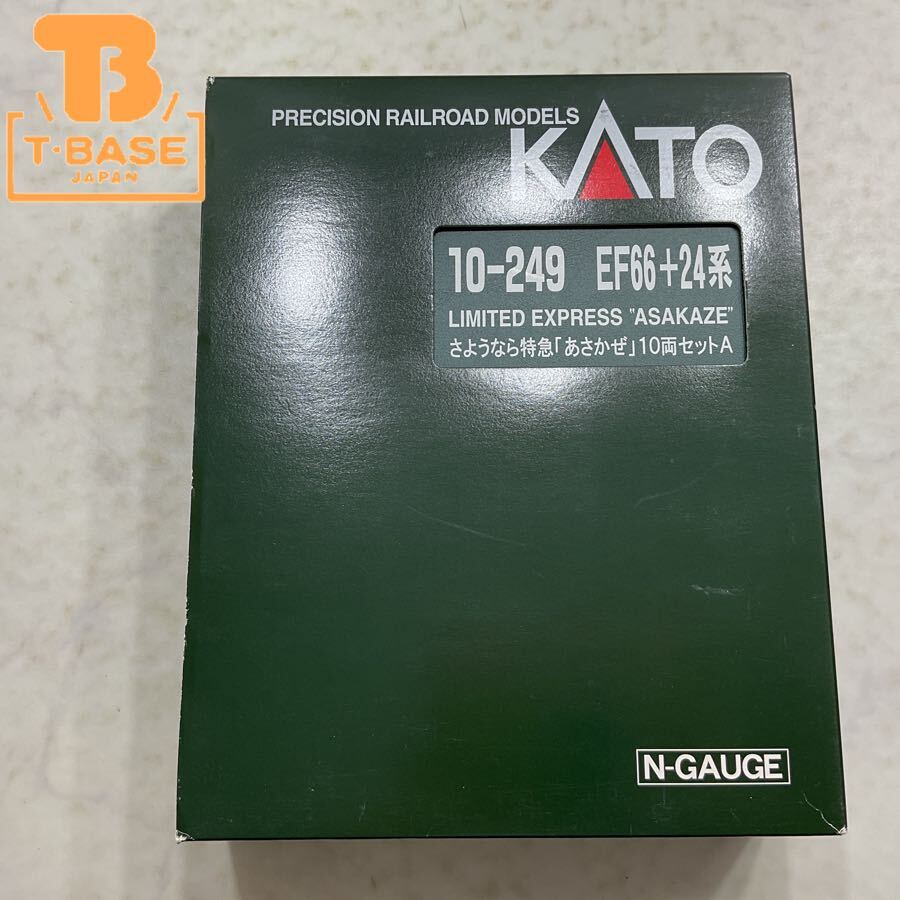 T·BASE
JAPAN
PRECISION RAILROAD MODELS
KATO
10-249 EF66+24系
LIMITED EXPRESS "ASAKAZE"
さようなら特急「あさかぜ」10両セットA
N-GAUGE